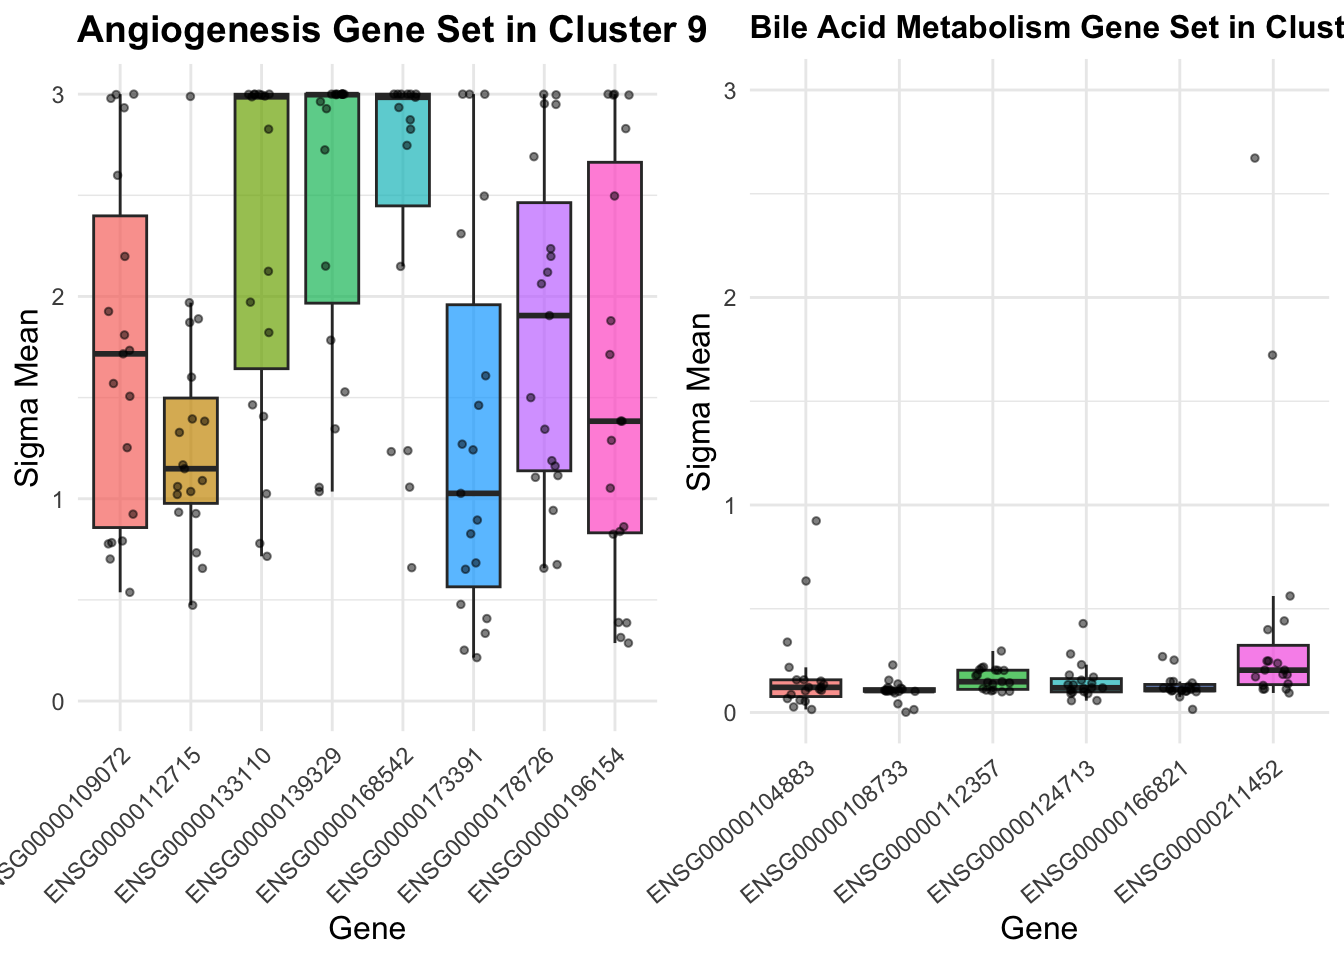 Angiogenesis Gene Set in Cluster 9
Sigma Mean
3
2
1
0
NSG00000109072
ENSG00000112715
ENSG00000133110
ENSG00000139329
ENSG00000168542
ENSG00000173391
ENSG00000178726
ENSG00000196154
Gene
Bile Acid Metabolism Gene Set in Clust
Sigma Mean
3
2
1
0
ENSG00000104883
ENSG00000108733
ENSG00000112357
ENSG00000124713
ENSG00000166821
ENSG00000211452
Gene